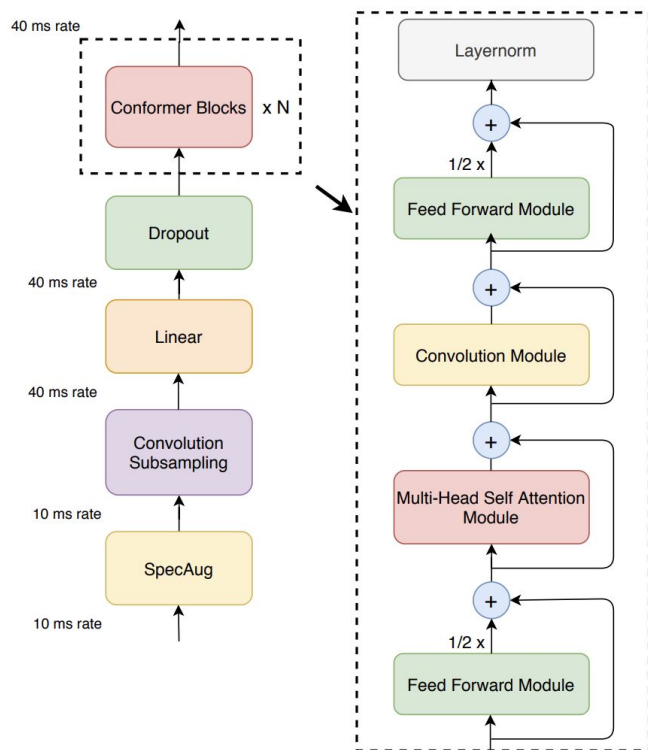 40 ms rate
Conformer Blocks
x N
Dropout
40 ms rate
Linear
40 ms rate
Convolution
Subsampling
10 ms rate
SpecAug
10 ms rate
Layernorm
+
1/2 x
Feed Forward Module
+
Convolution Module
+
Multi-Head Self Attention
Module
+
1/2 x
Feed Forward Module